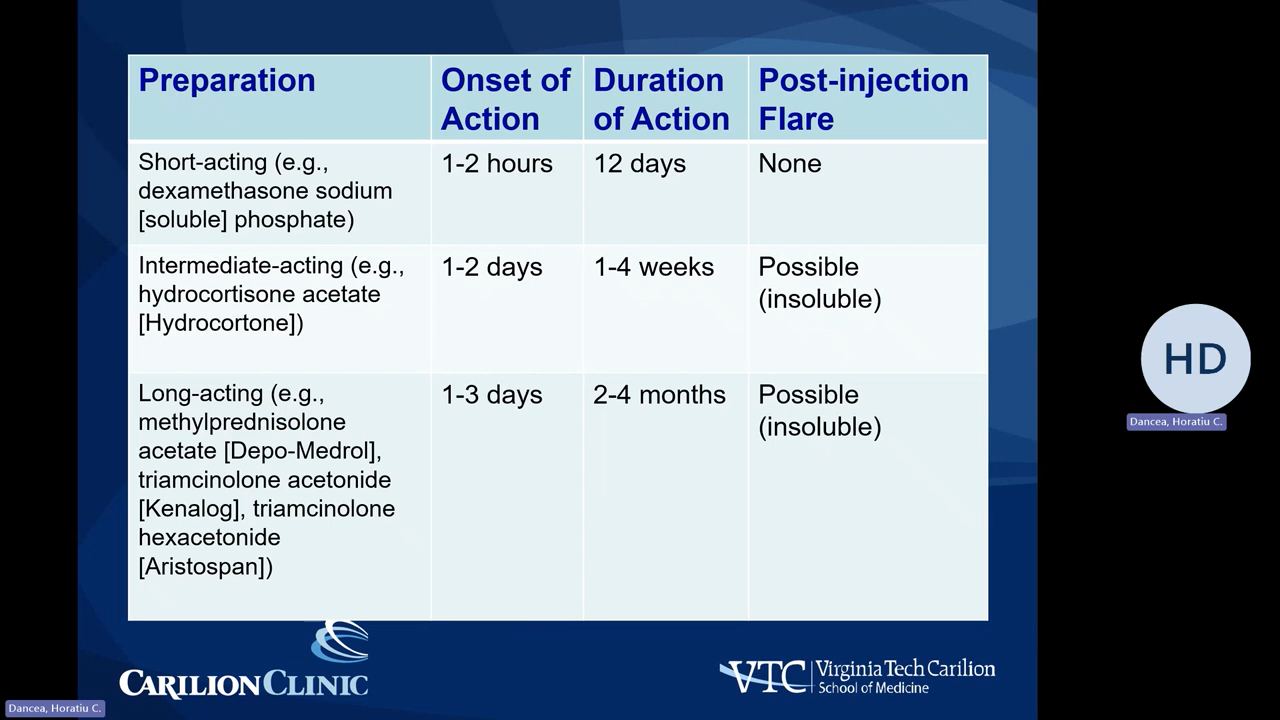 Preparation
Onset of
Action
Duration
of Action
Post-injection
Flare
Short-acting (e.g.,
dexamethasone sodium
[soluble] phosphate)
1-2 hours
12 days
None
Intermediate-acting (e.g.,
hydrocortisone acetate
[Hydrocortone])
1-2 days
1-4 weeks
Possible
(insoluble)
Long-acting (e.g.,
methylprednisolone
acetate [Depo-Medrol],
triamcinolone acetonide
[Kenalog], triamcinolone
hexacetonide
[Aristospan])
1-3 days
2-4 months
Possible
(insoluble)
CARILION CLINIC
VTC
Virginia Tech Carilion
School of Medicine
HD
Dancea, Horatiu C.
Dancea, Horatiu C.